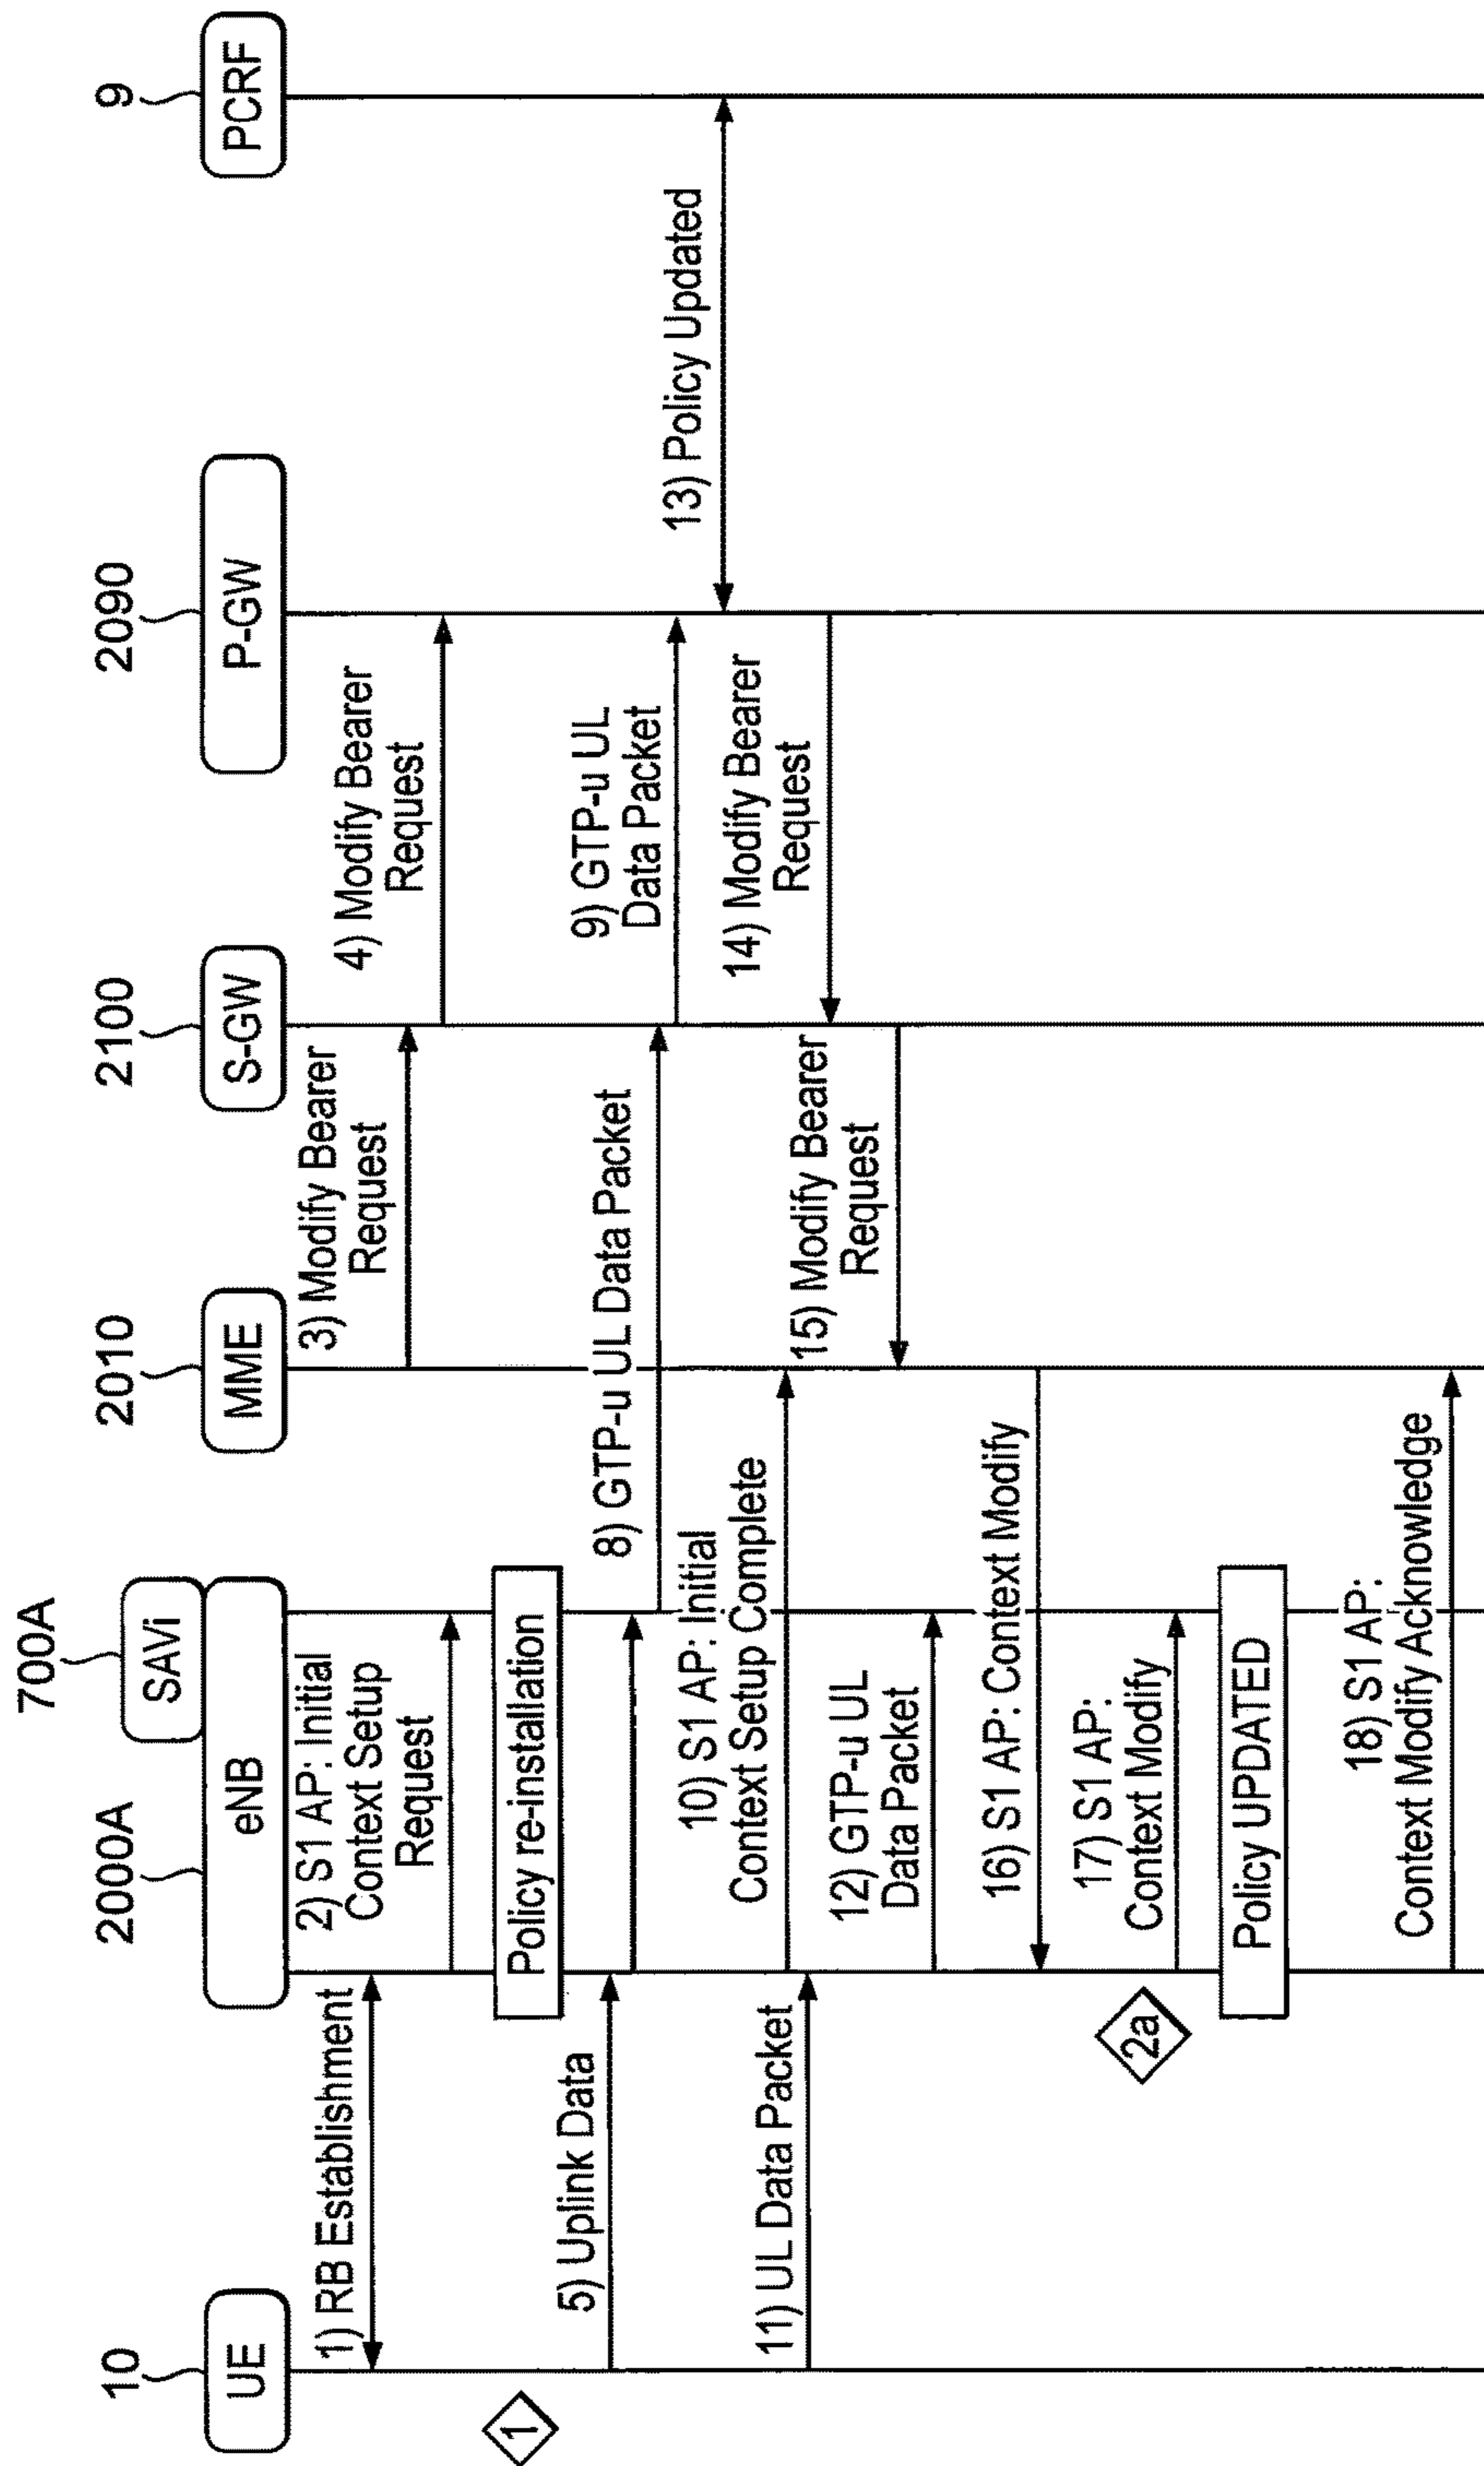 700A
10
2000A
2010
2100
2090
9
SAVi
UE
eNB
MME
S-GW
P-GW
PCRF
1) RB Establishment
2) S1 AP: Initial
Context Setup
Request
3) Modify Bearer
Request
4) Modify Bearer
Request
1
Policy re-installation
5) Uplink Data
8) GTP-u UL Data Packet
9) GTP-u UL
Data Packet
10) S1 AP: Initial
Context Setup Complete
13) Policy Updated
11) UL Data Packet
12) GTP-u UL
Data Packet
14) Modify Bearer
Request
15) Modify Bearer
Request
16) S1 AP: Context Modify
17) S1 AP:
Context Modify
2a
Policy UPDATED
18) S1 AP:
Context Modify Acknowledge